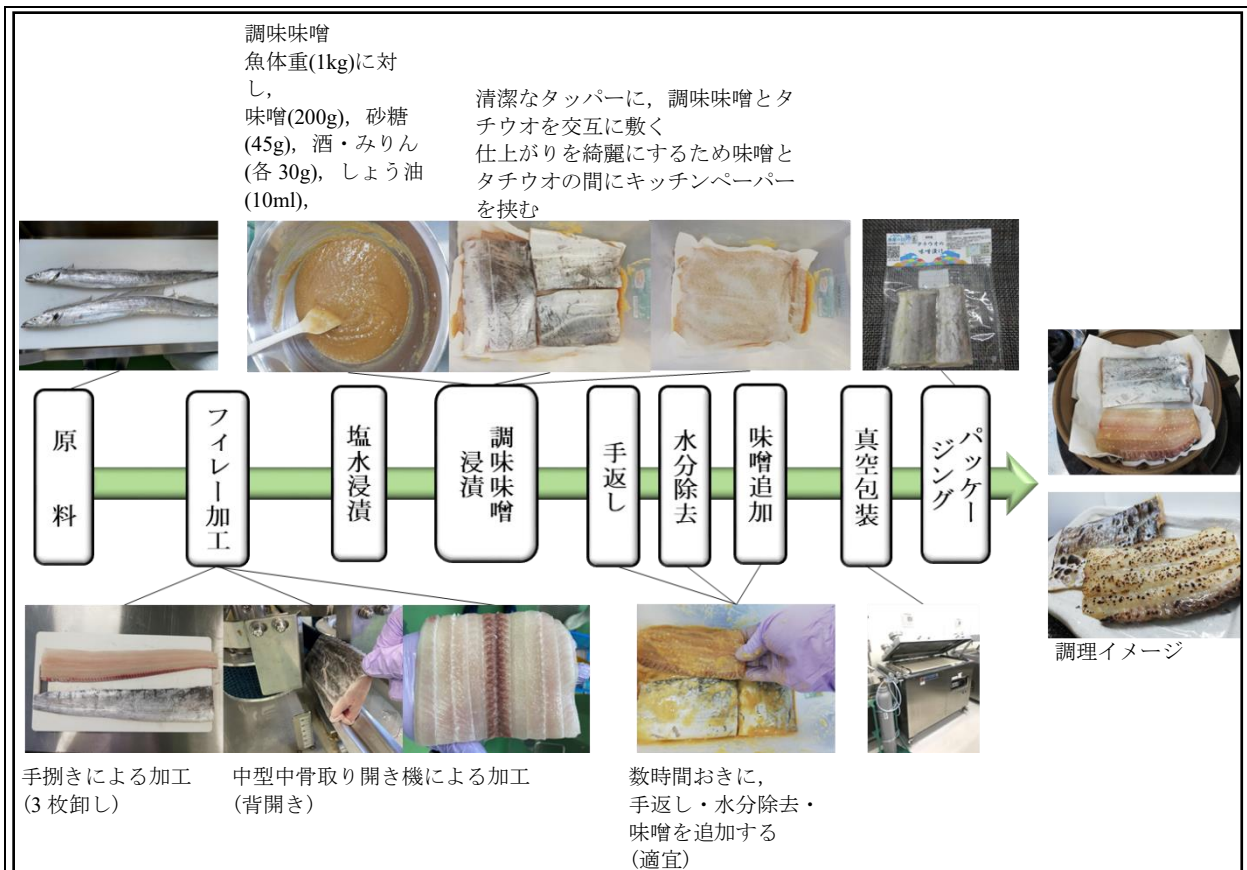 調味味噌
魚体重(1kg)に対
し，
味噌(200g)，砂糖
(45g)，酒・みりん
(各 30g)，しょう油
(10ml)，
清潔なタッパーに，調味味噌とタ
チウオを交互に敷く
仕上がりを綺麗にするため味噌と
タチウオの間にキッチンペーパー
を挟む
タチウオの
味噌漬け
原料
フィレー加工
塩水浸漬
調味味噌
浸漬
手返し
水分除去
味噌追加
真空包装
パッケー
ジング
手捌きによる加工
(3 枚卸し)
中型中骨取り開き機による加工
(背開き)
数時間おきに，
手返し・水分除去・
味噌を追加する
(適宜)
調理イメージ